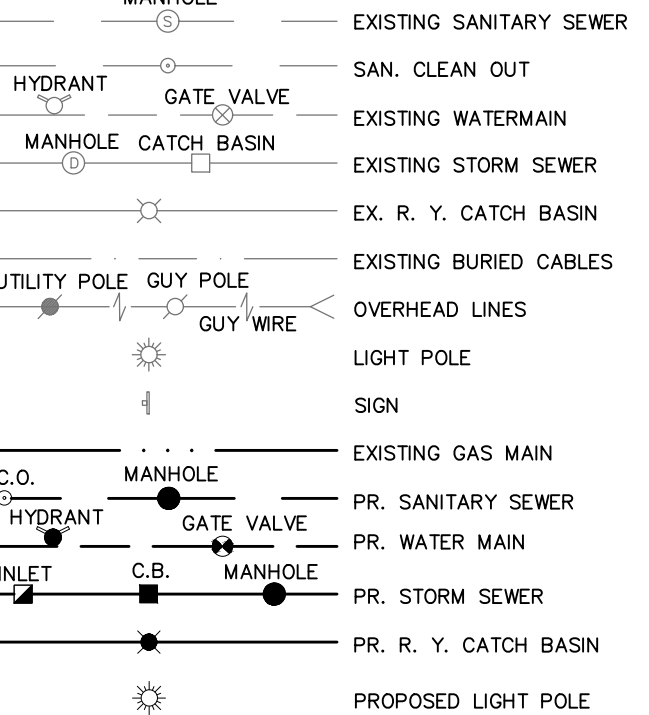 MANHOLE
S EXISTING SANITARY SEWER
SAN. CLEAN OUT
HYDRANT GATE VALVE
EXISTING WATERMAIN
MANHOLE CATCH BASIN
D EXISTING STORM SEWER
EX. R. Y. CATCH BASIN
EXISTING BURIED CABLES
UTILITY POLE GUY POLE
OVERHEAD LINES
GUY WIRE
LIGHT POLE
SIGN
EXISTING GAS MAIN
C.O. MANHOLE
PR. SANITARY SEWER
HYDRANT GATE VALVE
PR. WATER MAIN
INLET C.B. MANHOLE
PR. STORM SEWER
PR. R. Y. CATCH BASIN
PROPOSED LIGHT POLE